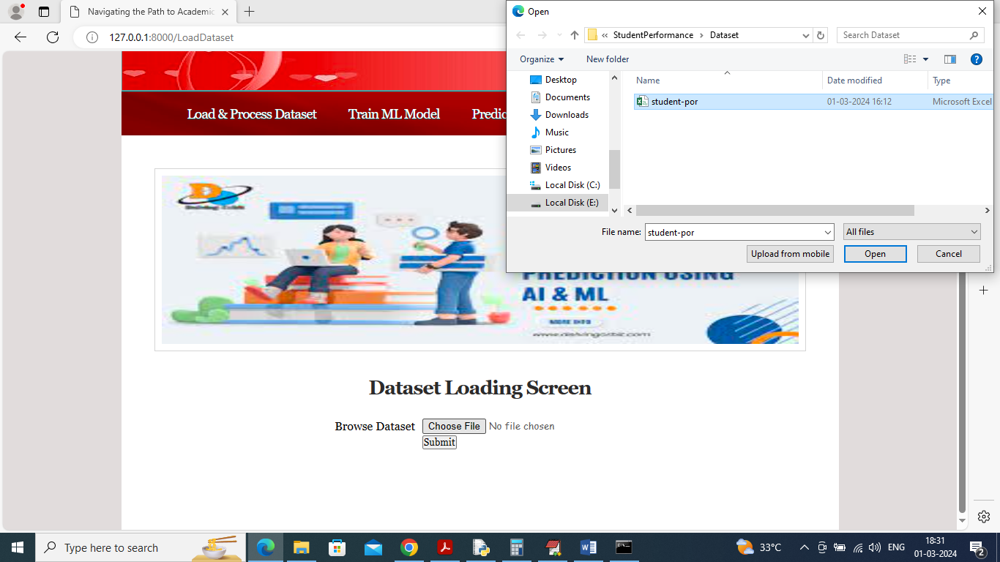 Navigating the Path to Academic
Open
127.0.0.1:8000/LoadDataset
« StudentPerformance › Dataset
Search Dataset
Organize
New folder
Desktop
Documents
Downloads
Music
Pictures
Videos
Local Disk (C:)
Local Disk (E:)
Name
Date modified
Type
student-por
01-03-2024 16:12
Microsoft Excel
File name:
student-por
All files
Upload from mobile
Open
Cancel
Load & Process Dataset
Train ML Model
Predic
D
PREDICTION USING
AI & ML
MORE INFO
Dataset Loading Screen
Browse Dataset
Choose File
No file chosen
Submit
Type here to search
33°C
ENG
18:31
01-03-2024
2